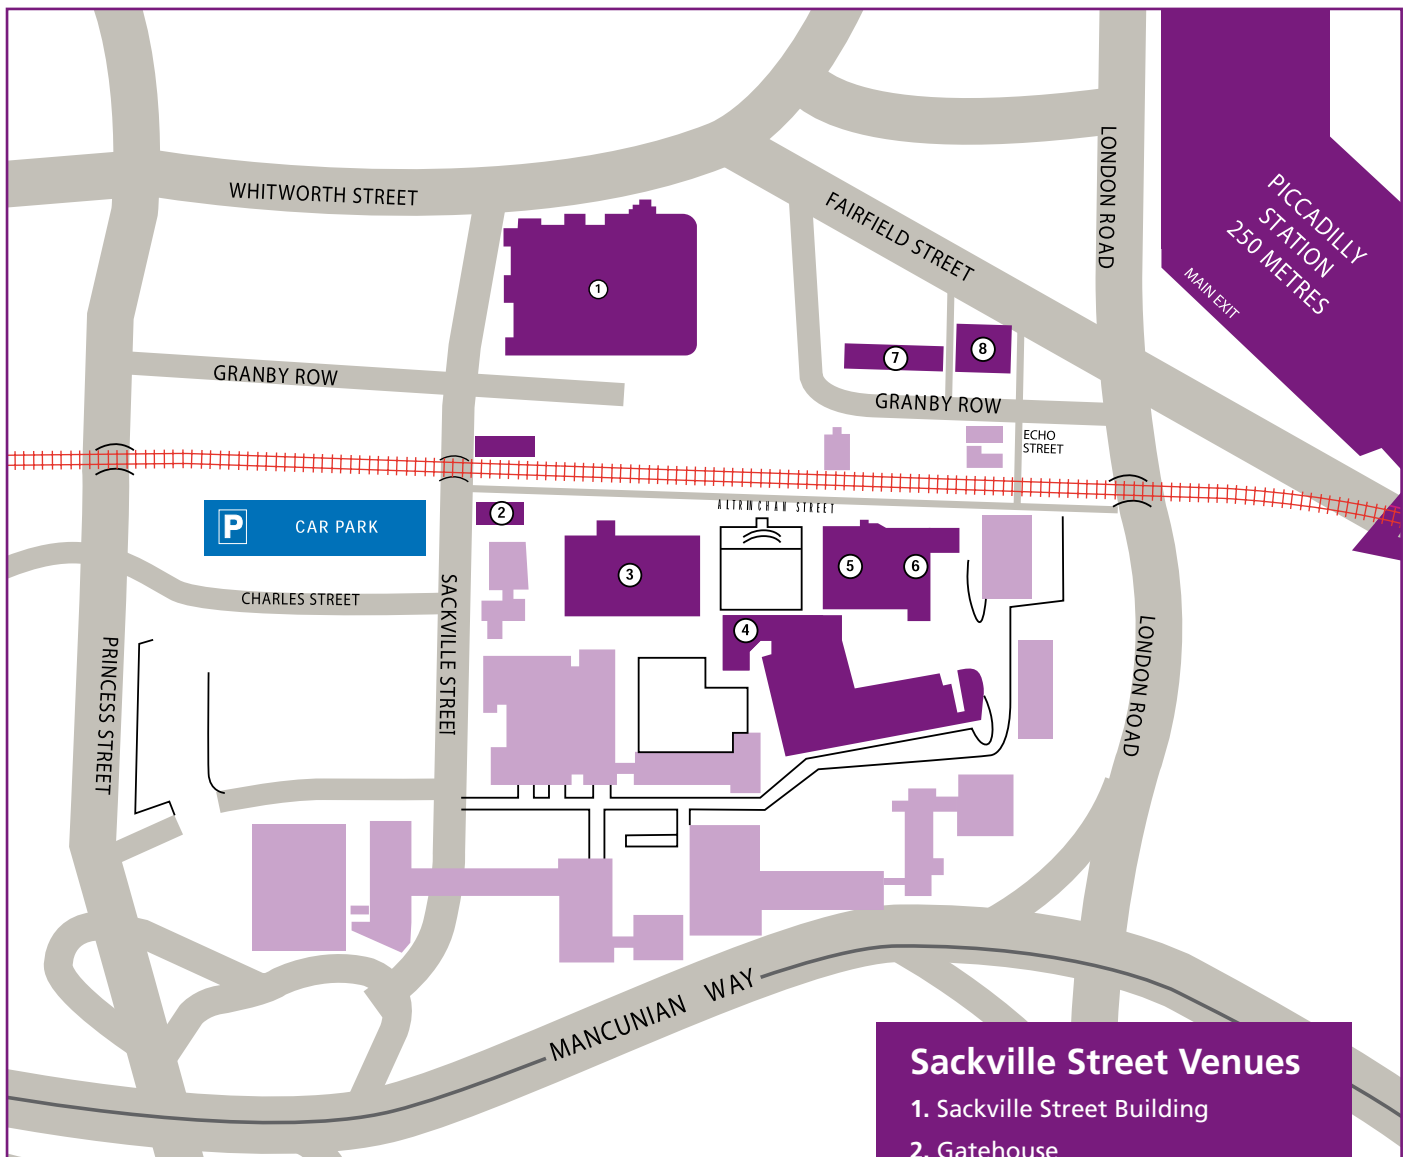 WHITWORTH STREET
FAIRFIELD STREET
LONDON ROAD
PICCADILLY
STATION
250 METRES
MAIN EXIT
1
7
8
GRANBY ROW
GRANBY ROW
ECHO
STREET
ALTRINCHAN STREET
P CAR PARK
2
3
5
6
4
CHARLES STREET
SACKVILLE STREET
PRINCESS STREET
LONDON ROAD
MANCUNIAN WAY
Sackville Street Venues
1. Sackville Street Building
2. Gatehouse